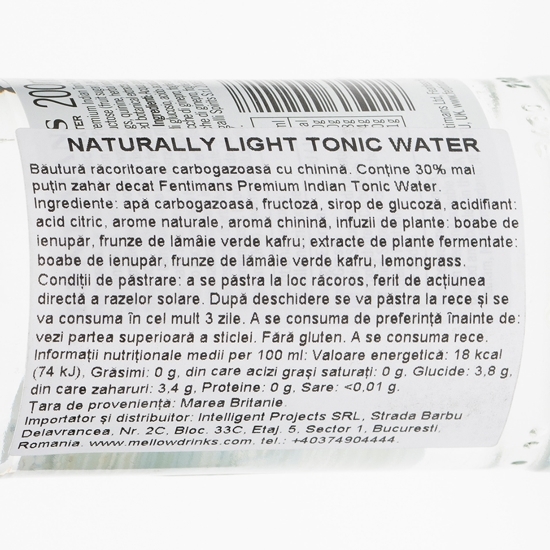 S 200
NATURALLY LIGHT TONIC WATER
Băutură răcoritoare carbogazoasă cu chinină. Conține 30% mai
puțin zahăr decat Fentimans Premium Indian Tonic Water.
Ingrediente: apă carbogazoasă, fructoză, sirop de glucoză, acidifiant:
acid citric, arome naturale, aromă chinină, infuzii de plante: boabe de
ienupăr, frunze de lămâie verde kafru; extracte de plante fermentate:
boabe de ienupăr, frunze de lămâie verde kafru, lemongrass.
Condiții de păstrare: a se păstra la loc răcoros, ferit de acțiunea
directă a razelor solare. După deschidere se va păstra la rece și se
va consuma în cel mult 3 zile. A se consuma de preferință înainte de:
vezi partea superioară a sticlei. Fără gluten. A se consuma rece.
Informații nutriționale medii per 100 ml: Valoare energetică: 18 kcal
(74 kJ), Grăsimi: 0 g, din care acizi grași saturați: 0 g, Glucide: 3,8 g,
din care zaharuri: 3,4 g, Proteine: 0 g, Sare: <0,01 g.
Țara de proveniență: Marea Britanie.
Importator și distribuitor: Intelligent Projects SRL, Strada Barbu
Delavrancea, Nr. 2C, Bloc. 33C, Etaj. 5, Sector 1, Bucuresti,
Romania. www.mellowdrinks.com, tel.: +40374904444.